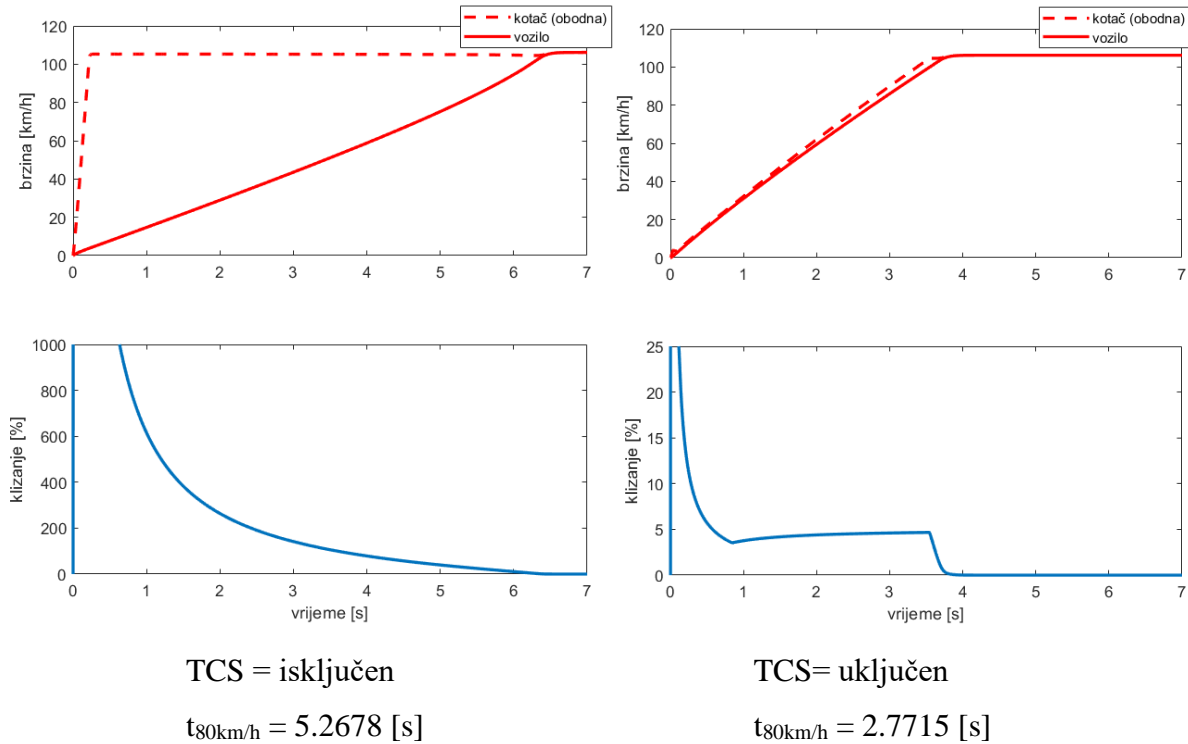 kotač (obodna)
vozilo
120
100
80
60
40
20
0
brzina [km/h]
0 1 2 3 4 5 6 7
kotač (obodna)
vozilo
120
100
80
60
40
20
0
brzina [km/h]
0 1 2 3 4 5 6 7
1000
800
600
400
200
0
klizanje [%]
0 1 2 3 4 5 6 7
vrijeme [s]
25
20
15
10
5
0
klizanje [%]
0 1 2 3 4 5 6 7
vrijeme [s]
TCS = isključen
t80km/h = 5.2678 [s]
TCS= uključen
t80km/h = 2.7715 [s]